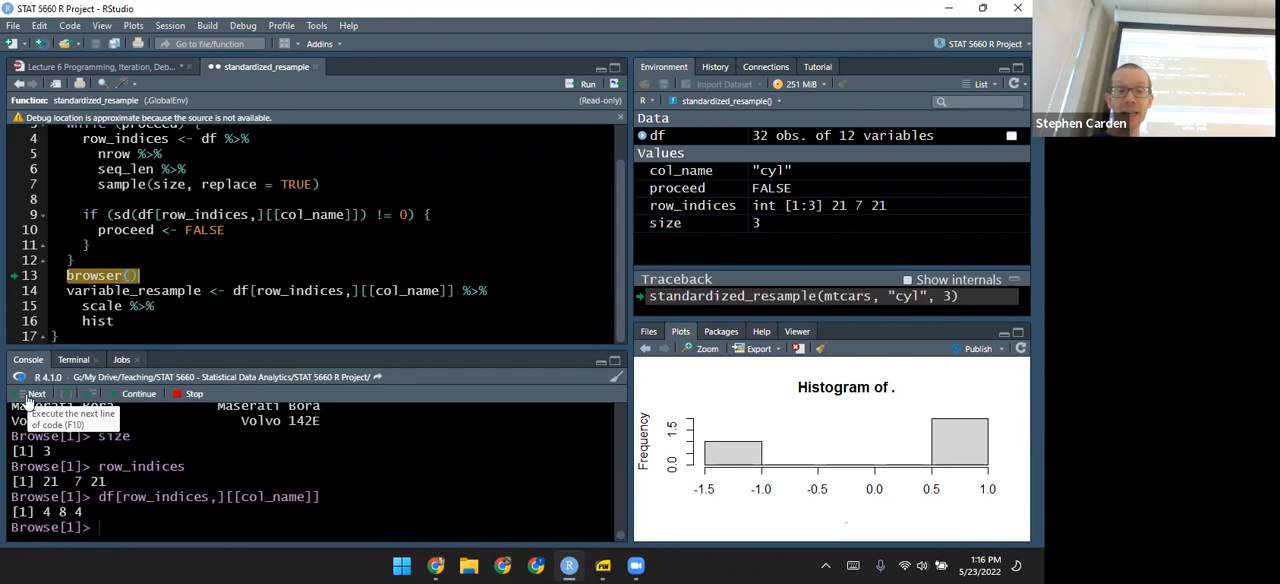 STAT 5660 R Project - RStudio
File Edit Code View Plots Session Build Debug Profile Tools Help
Go to file/function Addins STAT 5660 R Project
Lecture 6 Programming, Iteration, Deb... standardized_resample
Run
Function: standardized_resample (.GlobalEnv) (Read-only)
Debug location is approximate because the source is not available.
while (proceed) {
4 row_indices <- df %>%
5 nrow %>%
6 seq_len %>%
7 sample(size, replace = TRUE)
8
9 if (sd(df[row_indices,][[col_name]]) != 0) {
10 proceed <- FALSE
11 }
12 }
13 browser()
14 variable_resample <- df[row_indices,][[col_name]] %>%
15 scale %>%
16 hist
17 }
Console Terminal Jobs
R 4.1.0 · G:/My Drive/Teaching/STAT 5660 - Statistical Data Analytics/STAT 5660 R Project/
Next Continue Stop
Maserati Bora Maserati Bora
Vo Volvo 142E
Execute the next line
of code (F10)
Browse[1]> size
[1] 3
Browse[1]> row_indices
[1] 21 7 21
Browse[1]> df[row_indices,][[col_name]]
[1] 4 8 4
Browse[1]>
Environment History Connections Tutorial
Import Dataset 251 MiB List
R standardized_resample()
Data
df 32 obs. of 12 variables
Values
col_name "cyl"
proceed FALSE
row_indices int [1:3] 21 7 21
size 3
Traceback Show internals
standardized_resample(mtcars, "cyl", 3)
Files Plots Packages Help Viewer
Zoom Export Publish
Histogram of .
Frequency
1.5
0.0
-1.5 -1.0 -0.5 0.0 0.5 1.0
.
Stephen Carden
1:16 PM
5/23/2022